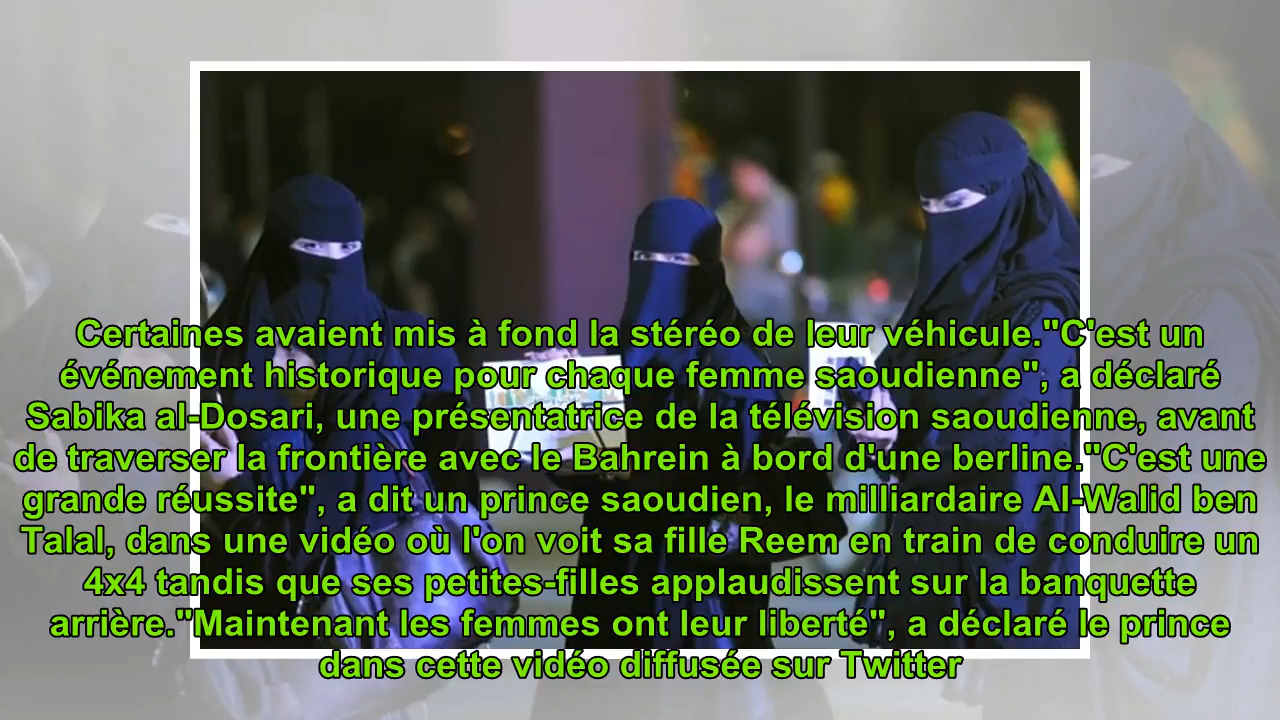 Certaines avaient mis à fond la stéréo de leur véhicule."C'est un
événement historique pour chaque femme saoudienne", a déclaré
Sabika al-Dosari, une présentatrice de la télévision saoudienne, avant
de traverser la frontière avec le Bahrein à bord d'une berline."C'est une
grande réussite", a dit un prince saoudien, le milliardaire Al-Walid ben
Talal, dans une vidéo où l'on voit sa fille Reem en train de conduire un
4x4 tandis que ses petites-filles applaudissent sur la banquette
arrière."Maintenant les femmes ont leur liberté", a déclaré le prince
dans cette vidéo diffusée sur Twitter